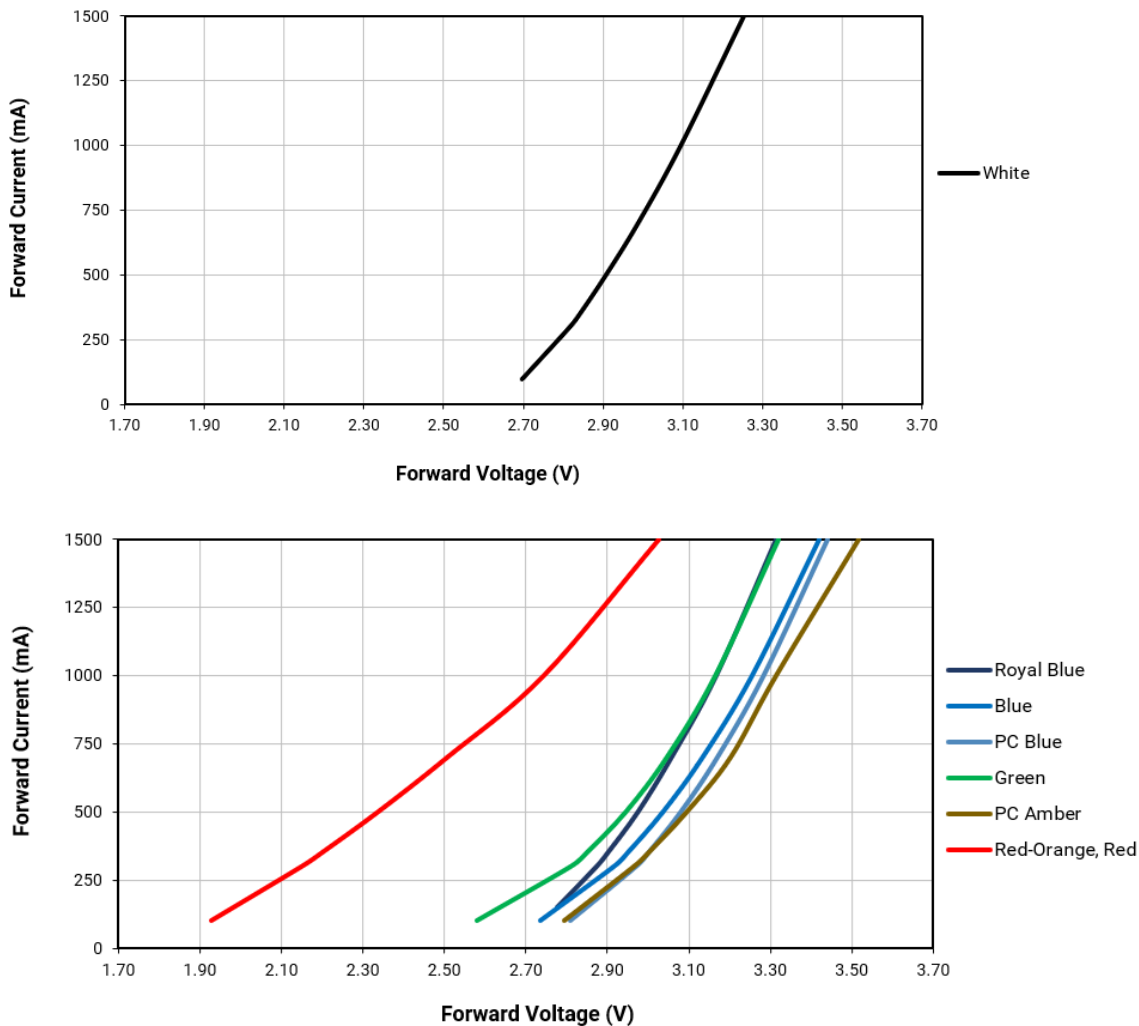 1500
1250
1000
750
500
250
0
Forward Current (mA)
1.70 1.90 2.10 2.30 2.50 2.70 2.90 3.10 3.30 3.50 3.70
Forward Voltage (V)
White
1500
1250
1000
750
500
250
0
Forward Current (mA)
1.70 1.90 2.10 2.30 2.50 2.70 2.90 3.10 3.30 3.50 3.70
Forward Voltage (V)
Royal Blue
Blue
PC Blue
Green
PC Amber
Red-Orange, Red